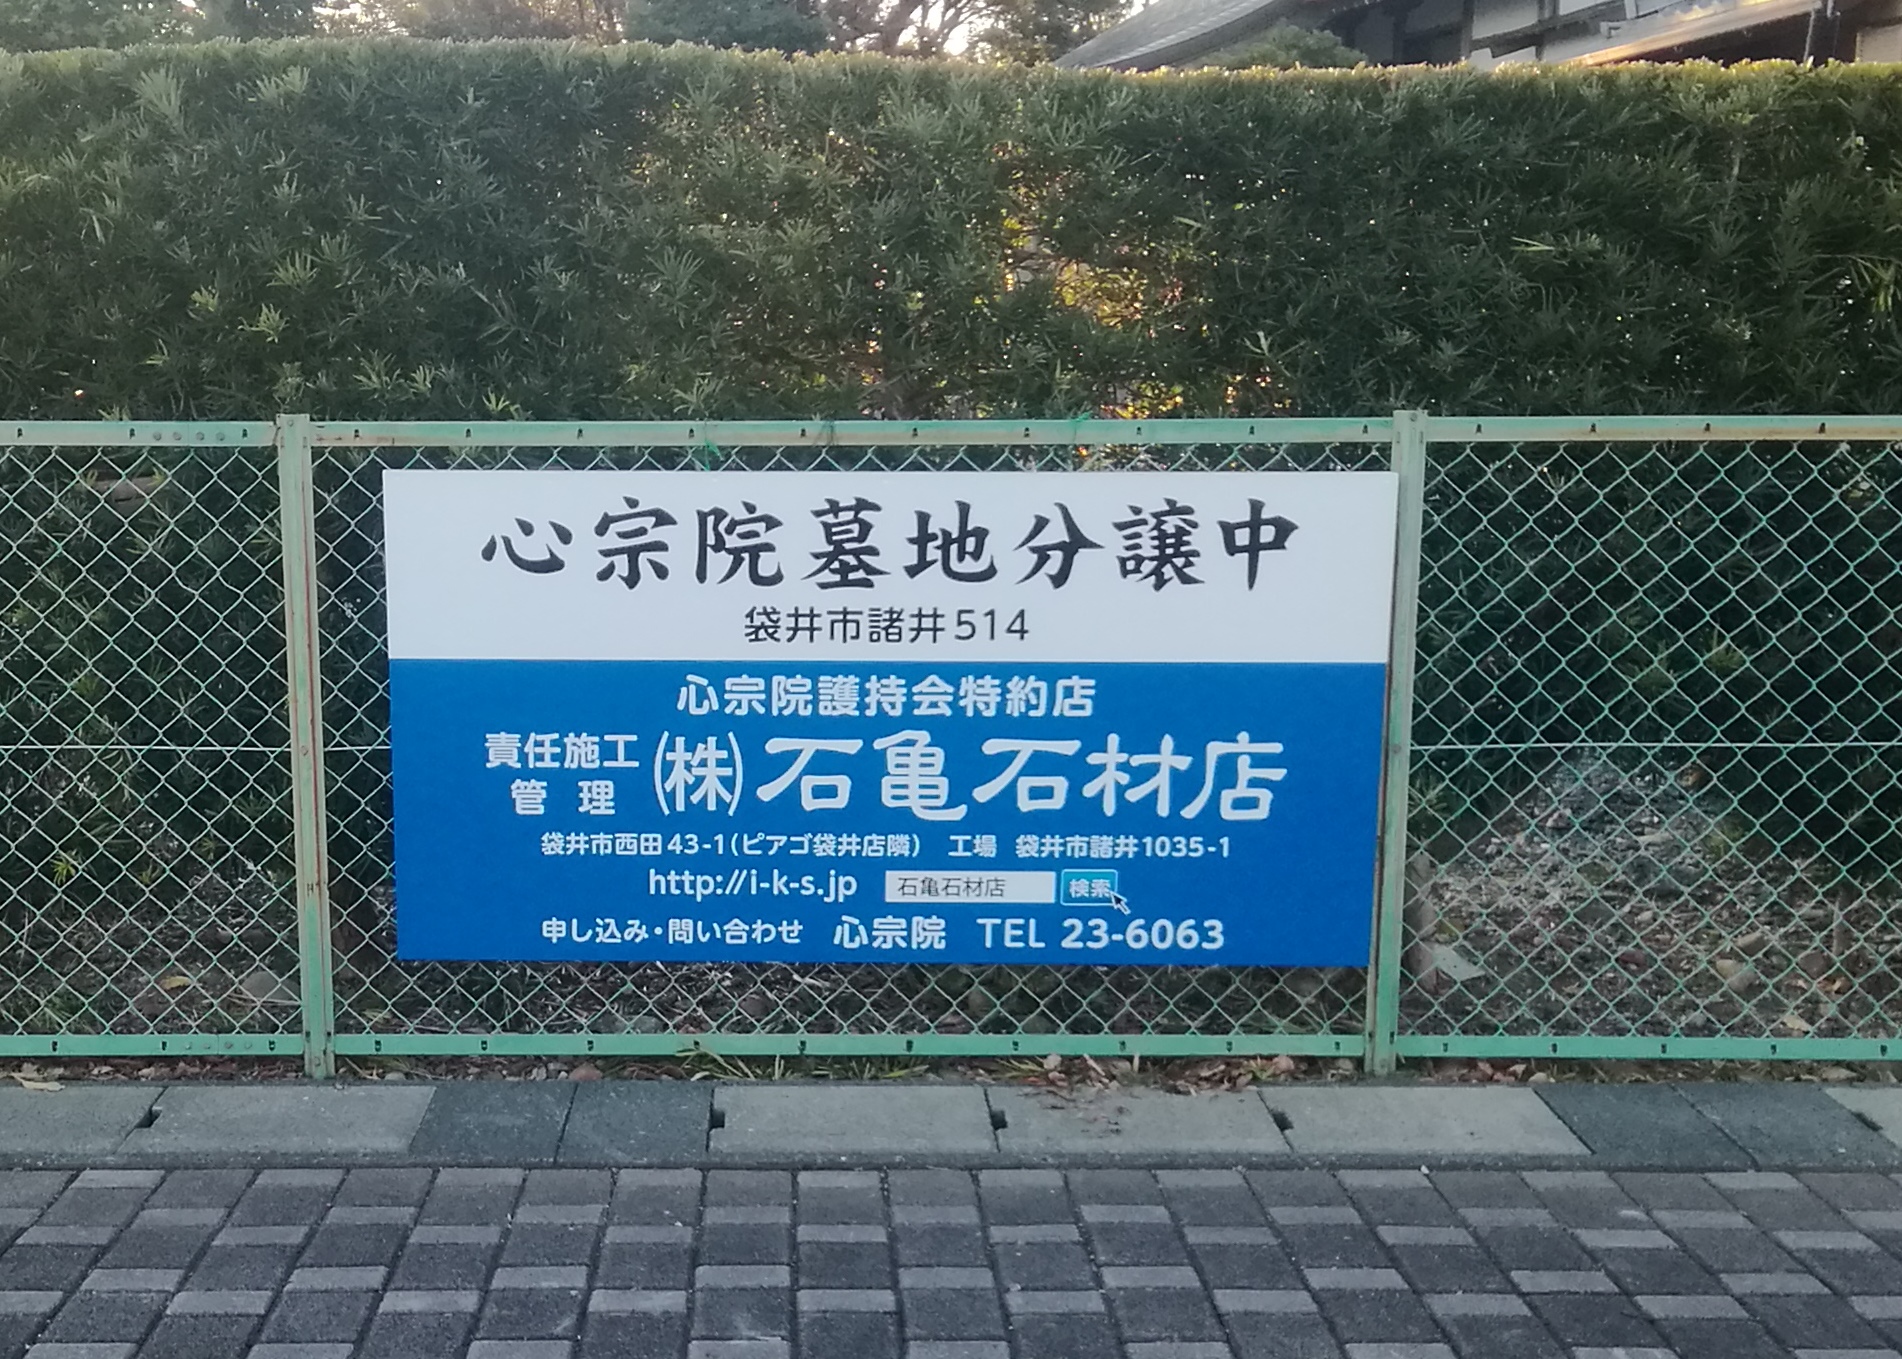 心宗院墓地分譲中
袋井市諸井514
心宗院護持会特約店
責任施工
管理
(株)石亀石材店
袋井市西田43-1(ピアゴ袋井店隣) 工場 袋井市諸井1035-1
http://i-k-s.jp 石亀石材店 検索
申し込み・問い合わせ 心宗院 TEL 23-6063